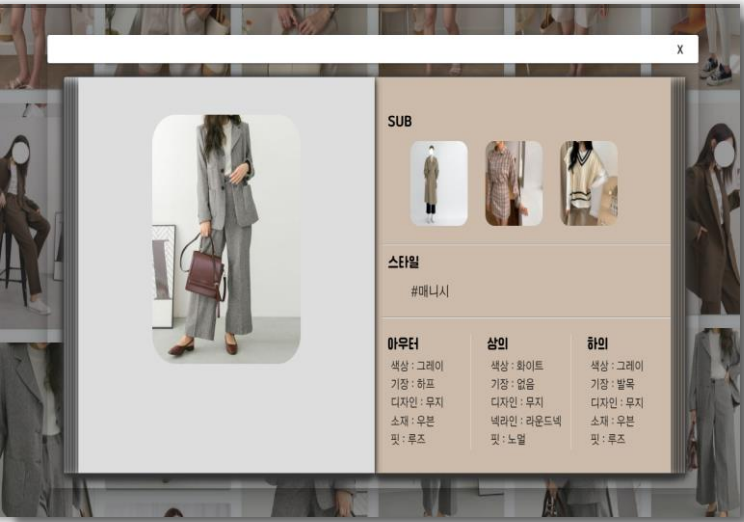 X
SUB
스타일
#매니시
아우터
색상 : 그레이
기장 : 하프
디자인 : 무지
소재 : 우븐
핏 : 루즈
상의
색상 : 화이트
기장 : 없음
디자인 : 무지
넥라인 : 라운드넥
핏 : 노멀
하의
색상 : 그레이
기장 : 발목
디자인 : 무지
소재 : 우븐
핏 : 루즈